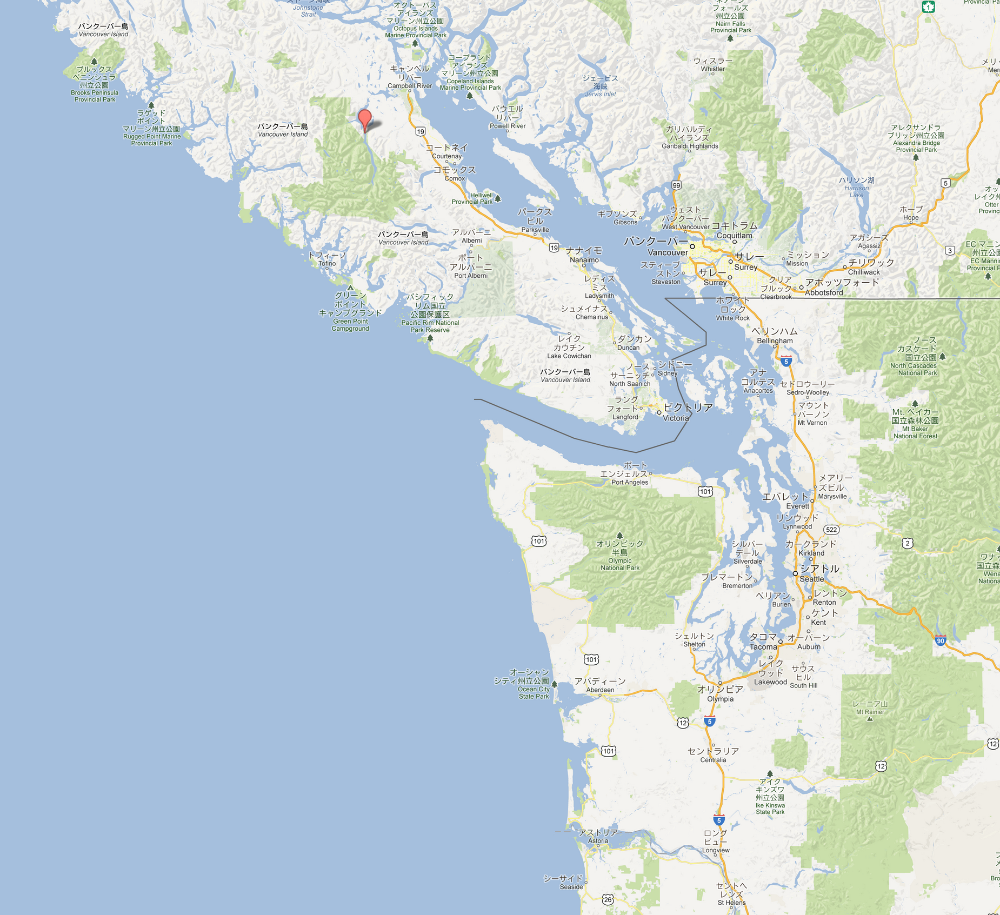 バンクーバー島
Vancouver Island
Johnstone
Strait
オクトーパス
アイランズ
マリーン州立公園
Octopus Islands
Marine Provincial Park
フォールズ
州立公園
Nairn Falls
Provincial Park
1
ブルックス
ペニンシュラ
州立公園
Brooks Peninsula
Provincial Park
キャンベル
リバー
Campbell River
コープランド
アイランズ
マリーン州立公園
Copeland Islands
Marine Provincial Park
ウィスラー
Whistler
ジェービス
海峡
Jervis Inlet
ラゲッド
ポイント
マリーン州立公園
Rugged Point Marine
Provincial Park
バンクーバー島
Vancouver Island
19
パウエル
リバー
Powell River
ガリバルディ
ハイランズ
Garibaldi Highlands
アレクサンドラ
ブリッジ州立公園
Alexandra Bridge
Provincial Park
コートネイ
Courtenay
コモックス
Comox
99
ハリソン湖
Harrison
Lake
5
Helliwell
Provincial Park
パークス
ビル
Parksville
ギブソンズ
Gibsons
ウェスト
バンクーバー
West Vancouver
コキトラム
Coquitlam
ホープ
Hope
バンクーバー島
Vancouver Island
アルバーニ
Alberni
19
ナナイモ
Nanaimo
バンクーバー
Vancouver
サレー
Surrey
ミッション
Mission
アガシーズ
Agassiz
3
トフィーノ
Tofino
ポート
アルバーニ
Port Alberni
スティーブ
ストン
Steveston
サレー
Surrey
クリア
ブルック
Clearbrook
チリワック
Chilliwack
アボッツフォード
Abbotsford
レディス
ミス
Ladysmith
グリーン
ポイント
キャンプグランド
Green Point
Campground
パシフィック
リム国立
公園保護区
Pacific Rim National
Park Reserve
シュメイナス
Chemainus
ホワイト
ロック
White Rock
ベリンハム
Bellingham
レイク
カウチン
Lake Cowichan
ダンカン
Duncan
5
ノース
カスケード
国立公園
North Cascades
National Park
バンクーバー島
Vancouver Island
ノース
サーニッチ
North Saanich
シドニー
Sidney
アナ
コルテス
Anacortes
セドロウーリー
Sedro-Woolley
ラング
フォード
Langford
ビクトリア
Victoria
マウント
バーノン
Mt Vernon
Mt. ベイカー
国立森林公園
Mt Baker
National Forest
ポート
エンジェルス
Port Angeles
101
メアリー
ズビル
Marysville
エバレット
Everett
リンウッド
Lynnwood
522
101
オリンピック
半島
Olympic
National Park
シルバー
デール
Silverdale
カークランド
Kirkland
2
シアトル
Seattle
ブレマートン
Bremerton
ベリアン
Burien
レントン
Renton
ケント
Kent
シェルトン
Shelton
タコマ
Tacoma
オーバーン
Auburn
90
101
レイク
ウッド
Lakewood
サウス
ヒル
South Hill
オーシャン
シティ州立公園
Ocean City
State Park
アバディーン
Aberdeen
オリンピア
Olympia
レーニア山
Mt Rainier
12
5
101
セントラリア
Centralia
12
12
アイク
キンズワ
州立公園
Ike Kinswa
State Park
5
アストリア
Astoria
ロング
ビュー
Longview
シーサイド
Seaside
26
セントヘ
レンズ
St Helens